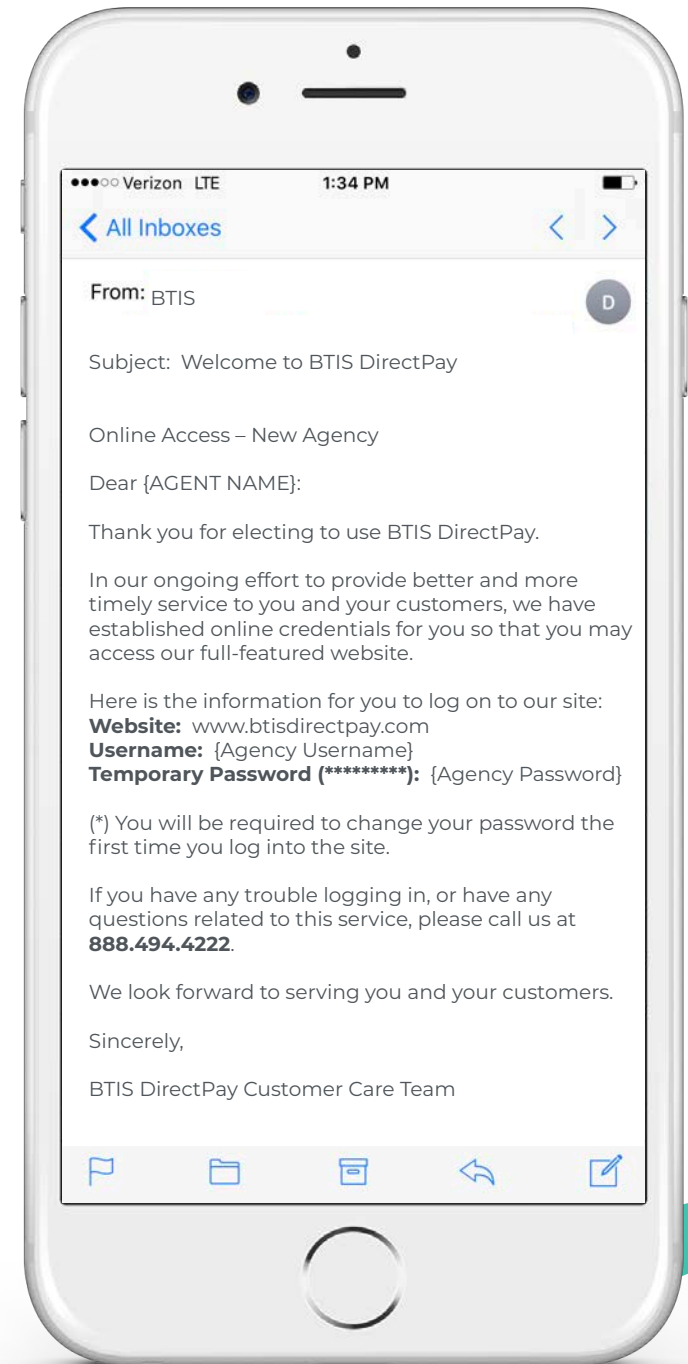 Verizon LTE 1:34 PM
All Inboxes
From: BTIS
D
Subject: Welcome to BTIS DirectPay
Online Access – New Agency
Dear {AGENT NAME}:
Thank you for electing to use BTIS DirectPay.
In our ongoing effort to provide better and more
timely service to you and your customers, we have
established online credentials for you so that you may
access our full-featured website.
Here is the information for you to log on to our site:
Website: www.btisdirectpay.com
Username: {Agency Username}
Temporary Password (*********): {Agency Password}
(*) You will be required to change your password the
first time you log into the site.
If you have any trouble logging in, or have any
questions related to this service, please call us at
888.494.4222.
We look forward to serving you and your customers.
Sincerely,
BTIS DirectPay Customer Care Team